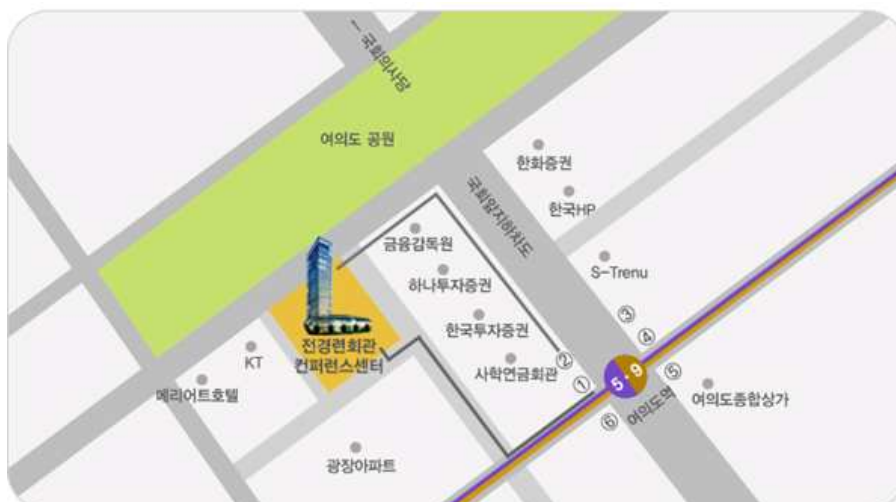 ← 국회의사당
여의도 공원
한화증권
국회앞지하차도
한국HP
금융감독원
S-Trenu
하나투자증권
한국투자증권
③
④
전경련회관
컨퍼런스센터
KT
②
사학연금회관
①
5·9
⑤
메리어트호텔
여의도역
여의도종합상가
⑥
광장아파트